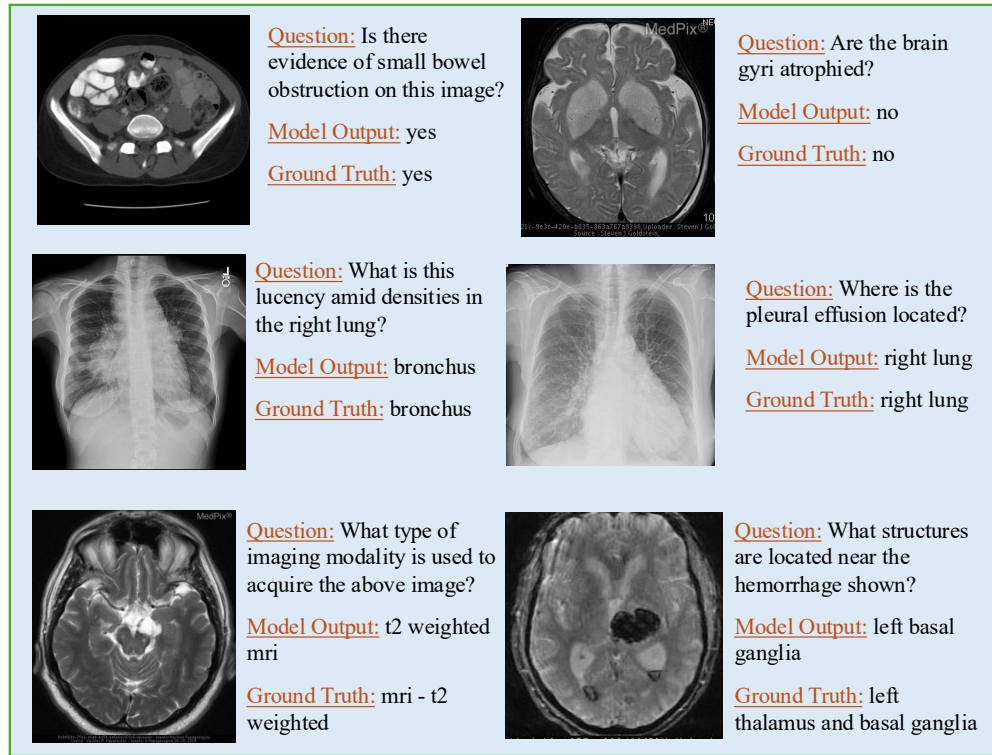 Question: Is there
evidence of small bowel
obstruction on this image?
Model Output: yes
Ground Truth: yes
MedPix®
Question: Are the brain
gyri atrophied?
Model Output: no
Ground Truth: no
10
Source : Steven J Goldstein,
Question: What is this
lucency amid densities in
the right lung?
Model Output: bronchus
Ground Truth: bronchus
Question: Where is the
pleural effusion located?
Model Output: right lung
Ground Truth: right lung
MedPix®
Question: What type of
imaging modality is used to
acquire the above image?
Model Output: t2 weighted
mri
Ground Truth: mri - t2
weighted
Question: What structures
are located near the
hemorrhage shown?
Model Output: left basal
ganglia
Ground Truth: left
thalamus and basal ganglia